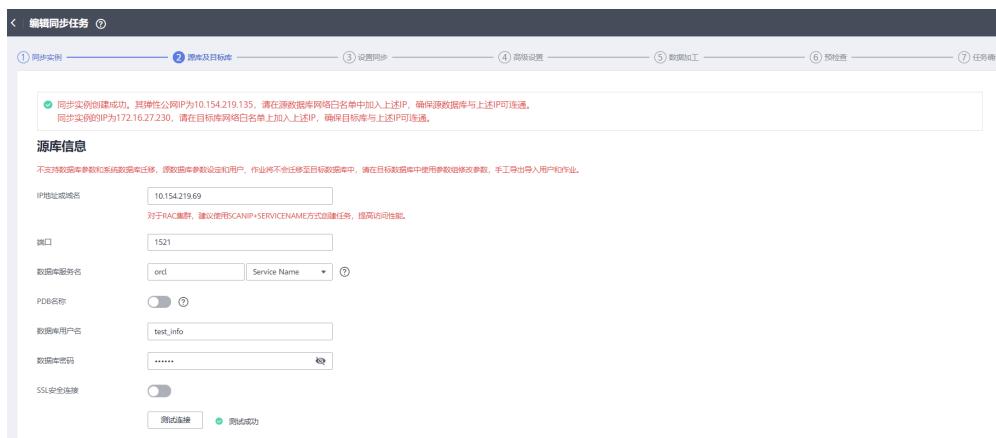 编辑同步任务
1 同步实例
2 源库及目标库
3 设置同步
4 高级设置
5 数据加工
6 预检查
7 任务确
同步实例创建成功。其弹性公网IP为10.154.219.135，请在源数据库网络白名单中加入上述IP，确保源数据库与上述IP可连通。
同步实例的IP为172.16.27.230，请在目标库网络白名单上加入上述IP，确保目标库与上述IP可连通。
源库信息
不支持数据库参数和系统数据库迁移，源数据库参数设定和用户，作业将不会迁移至目标数据库中，请在目标数据库中使用参数组修改参数，手工导出导入用户和作业。
IP地址或域名 10.154.219.69
对于RAC集群，建议使用SCANIP+SERVICENAME方式创建任务，提高访问性能。
端口 1521
数据库服务名 orcl Service Name
PDB名称
数据库用户名 test_info
数据库密码 ••••••
SSL安全连接
测试连接 测试成功